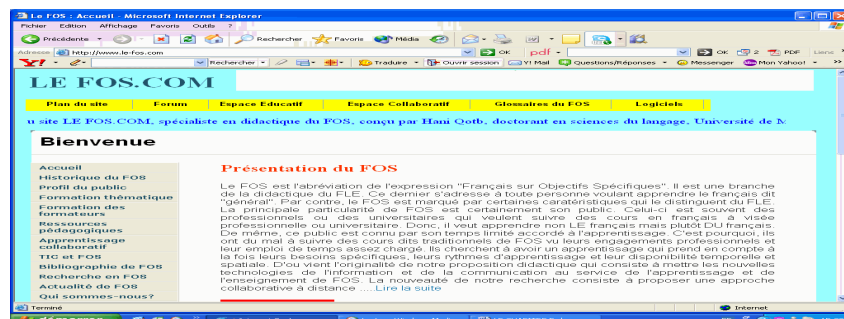 Le FOS : Accueil - Microsoft Internet Explorer
Fichier Edition Affichage Favoris Outils ?
Précédente Rechercher Favoris Média
Adresse http://www.le-fos.com OK pdf OK 2 PDF Liens
Y! Rechercher Traduire Ouvrir session Y! Mail Questions/Réponses Messenger Mon Yahoo! »
LE FOS.COM
Plan du site Forum Espace Educatif Espace Collaboratif Glossaires du FOS Logiciels
u site LE FOS.COM, spécialiste en didactique du FOS, conçu par Hani Qotb, doctorant en sciences du langage, Université de M
Bienvenue
Accueil
Historique du FOS
Profil du public
Formation thématique
Formation des
formateurs
Ressources
pédagogiques
Apprentissage
collaboratif
TIC et FOS
Bibliographie de FOS
Recherche en FOS
Actualité de FOS
Qui sommes-nous?
Présentation du FOS
Le FOS est l'abréviation de l'expression "Français sur Objectifs Spécifiques". Il est une branche
de la didactique du FLE. Ce dernier s'adresse à toute personne voulant apprendre le français dit
"général". Par contre, le FOS est marqué par certaines caratéristiques qui le distinguent du FLE.
La principale particularité de FOS est certainement son public. Celui-ci est souvent des
professionnels ou des universitaires qui veulent suivre des cours en français à visée
professionnelle ou universitaire. Donc, il veut apprendre non LE français mais plutôt DU français.
De même, ce public est connu par son temps limité accordé à l'apprentissage. C'est pourquoi, ils
ont du mal à suivre des cours dits traditionnels de FOS vu leurs engagements professionnels et
leur emploi de temps assez chargé. Ils cherchent à avoir un apprentissage qui prend en compte à
la fois leurs besoins spécifiques, leurs rythmes d'apprentissage et leur disponibilité temporelle et
spatiale. D'ou vient l'originalité de notre proposition didactique qui consiste à mettre les nouvelles
technologies de l'information et de la communication au service de l'apprentissage et de
l'enseignement de FOS. La nouveauté de notre recherche consiste à proposer une approche
collaborative à distance .....Lire la suite
Terminé Internet